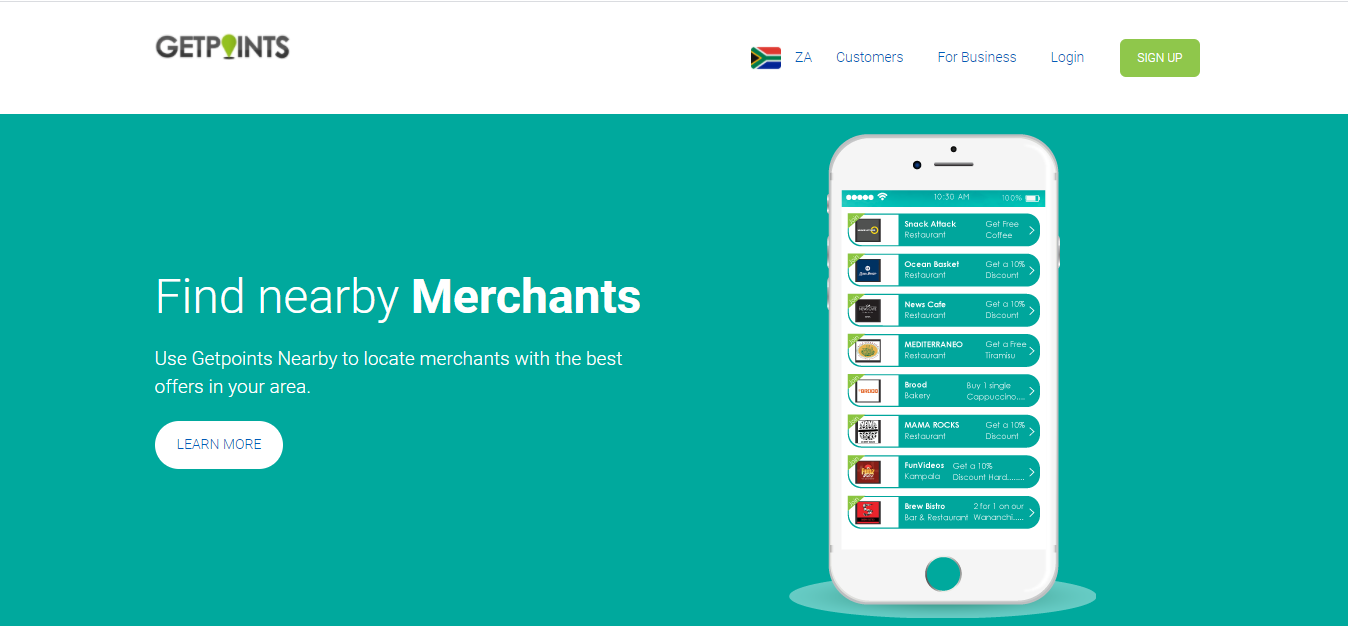 GETPOINTS
ZA Customers For Business Login SIGN UP
10:30 AM 100%
Snack Attack Get Free
Restaurant Coffee
Ocean Basket Get a 10%
Restaurant Discount
News Cafe Get a 10%
Restaurant Discount
MEDITERRANEO Get a Free
Restaurant Tiramisu
Brood Buy 1 single
Bakery Cappuccino....
MAMA ROCKS Get a 10%
Restaurant Discount
FunVideos Get a 10%
Kampala Discount Hard........
Brew Bistro 2 for 1 on our
Bar & Restaurant Wananchi.....
Find nearby Merchants
Use Getpoints Nearby to locate merchants with the best
offers in your area.
LEARN MORE